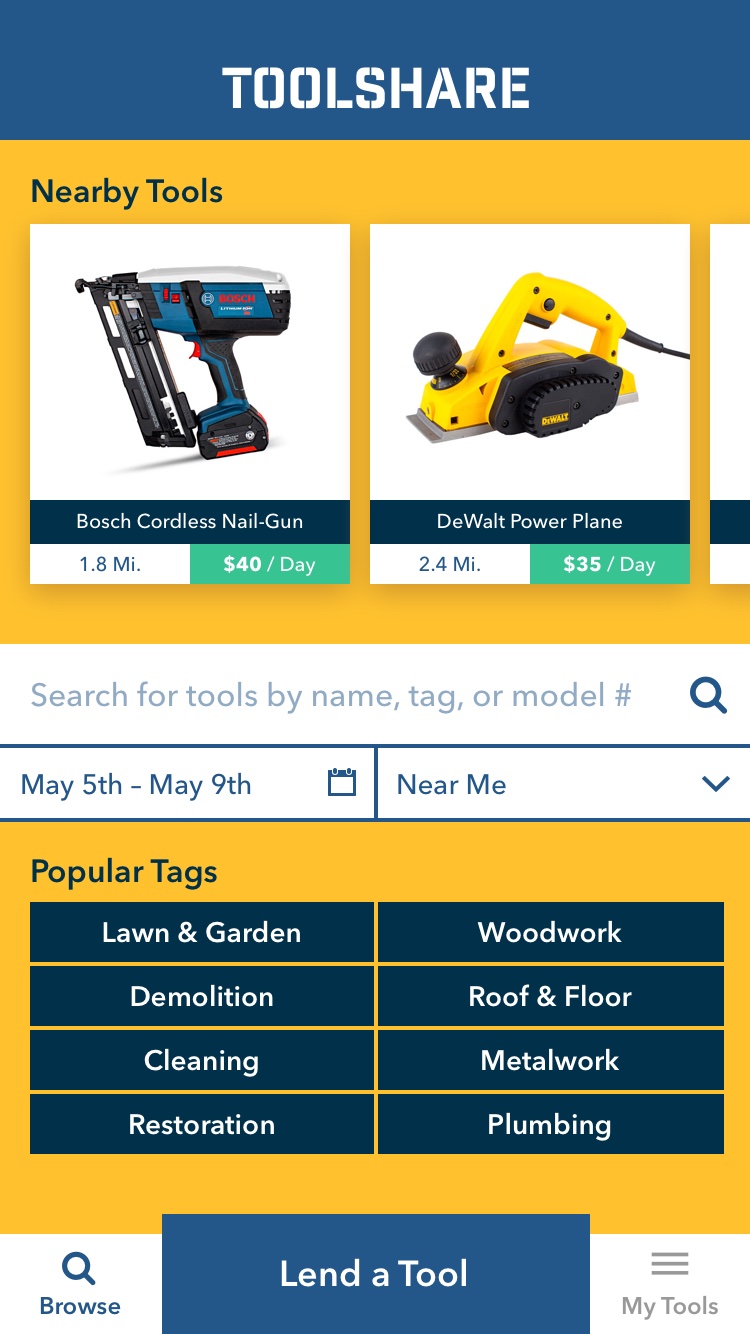 TOOLSHARE
Nearby Tools
BOSCH
DEWALT
Bosch Cordless Nail-Gun
DeWalt Power Plane
1.8 Mi.
$40 / Day
2.4 Mi.
$35 / Day
Search for tools by name, tag, or model #
May 5th – May 9th
Near Me
Popular Tags
Lawn & Garden
Woodwork
Demolition
Roof & Floor
Cleaning
Metalwork
Restoration
Plumbing
Browse
Lend a Tool
My Tools